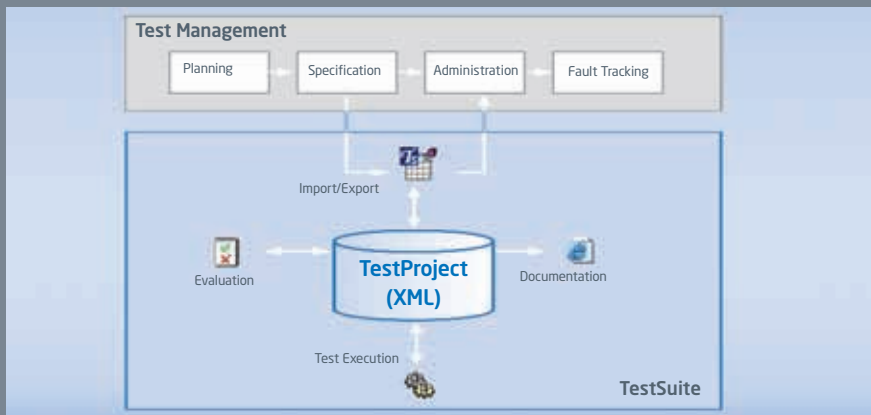 Test Management
Planning
Specification
Administration
Fault Tracking
Import/Export
Evaluation
TestProject
(XML)
Documentation
Test Execution
TestSuite